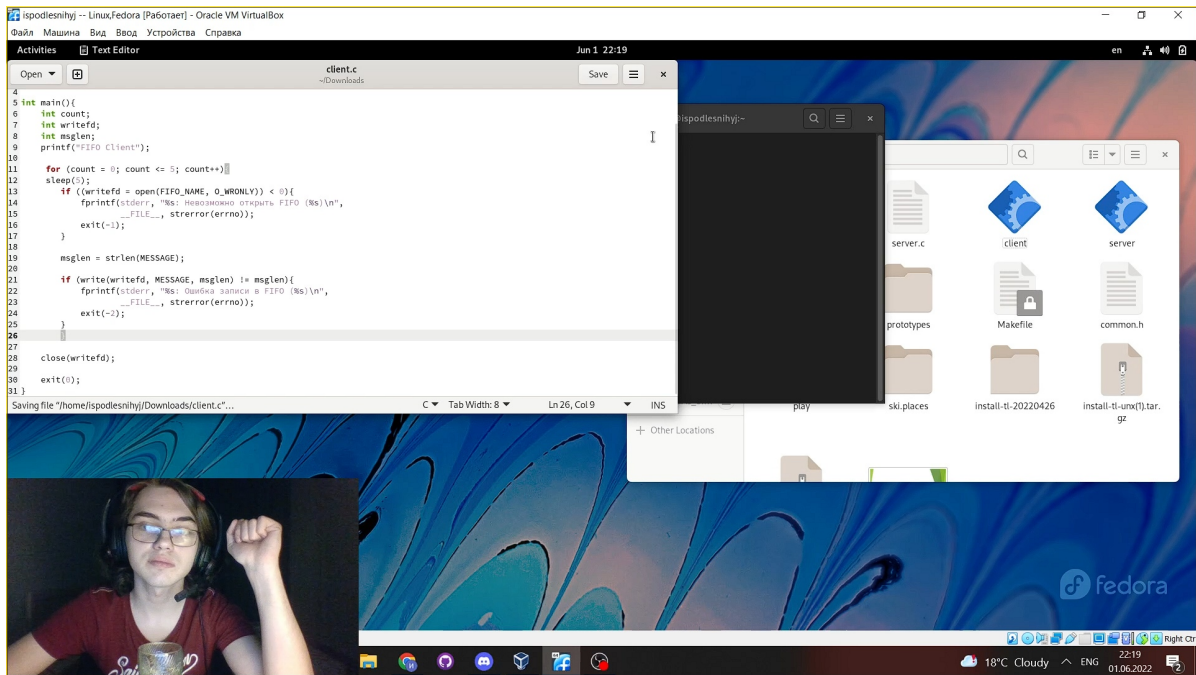 ispodlesnihyj -- Linux,Fedora [Работает] - Oracle VM VirtualBox
Файл Машина Вид Ввод Устройства Справка
Activities Text Editor Jun 1 22:19 en
Open client.c Save
~/Downloads
4
5 int main(){
6 int count;
7 int writefd;
8 int msglen;
9 printf("FIFO Client");
10
11 for (count = 0; count <= 5; count++){
12 sleep(5);
13 if ((writefd = open(FIFO_NAME, O_WRONLY)) < 0){
14 fprintf(stderr, "%s: Невозможно открыть FIFO (%s)\n",
15 __FILE__, strerror(errno));
16 exit(-1);
17 }
18
19 msglen = strlen(MESSAGE);
20
21 if (write(writefd, MESSAGE, msglen) != msglen){
22 fprintf(stderr, "%s: Ошибка записи в FIFO (%s)\n",
23 __FILE__, strerror(errno));
24 exit(-2);
25 }
26 }
27
28 close(writefd);
29
30 exit(0);
31 }
Saving file "/home/ispodlesnihyj/Downloads/client.c"… C Tab Width: 8 Ln 26, Col 9 INS
ispodlesnihyj:~
server.c client server
prototypes Makefile common.h
play ski.places install-tl-20220426 install-tl-unx(1).tar.gz
+ Other Locations
fedora
Right Ctrl
18°C Cloudy ENG 22:19
01.06.2022
2